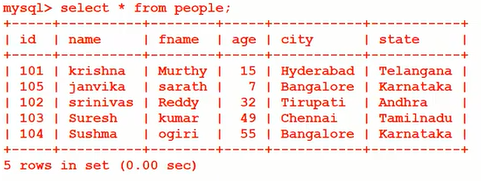 mysql> select * from people;
+-----+----------+--------+------+-----------+-----------+
| id  | name     | fname  | age  | city      | state     |
+-----+----------+--------+------+-----------+-----------+
| 101 | krishna  | Murthy |   15 | Hyderabad | Telangana |
| 105 | janvika  | sarath |    7 | Bangalore | Karnataka |
| 102 | srinivas | Reddy  |   32 | Tirupati  | Andhra    |
| 103 | Suresh   | kumar  |   49 | Chennai   | Tamilnadu |
| 104 | Sushma   | ogiri  |   55 | Bangalore | Karnataka |
+-----+----------+--------+------+-----------+-----------+
5 rows in set (0.00 sec)